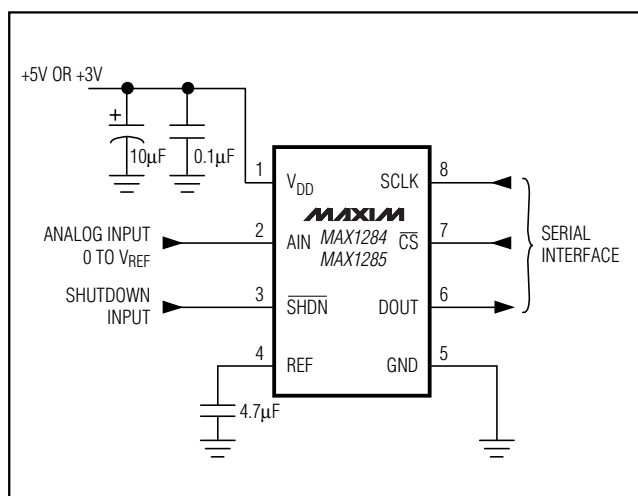 +5V OR +3V
+
10µF
0.1µF
1
VDD
SCLK
8
MAXIM
ANALOG INPUT
0 TO VREF
2
AIN
MAX1284
MAX1285
CS
7
SERIAL
INTERFACE
SHUTDOWN
INPUT
3
SHDN
DOUT
6
4
REF
GND
5
4.7µF